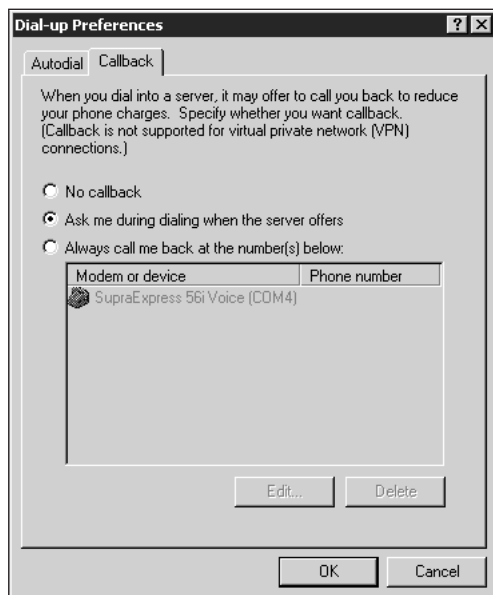 Dial-up Preferences
Autodial Callback
When you dial into a server, it may offer to call you back to reduce
your phone charges. Specify whether you want callback.
(Callback is not supported for virtual private network (VPN)
connections.)
No callback
Ask me during dialing when the server offers
Always call me back at the number(s) below:
Modem or device Phone number
SupraExpress 56i Voice (COM4)
Edit... Delete
OK Cancel